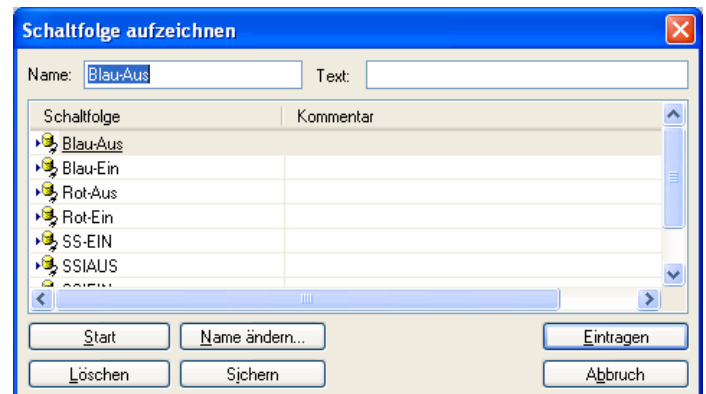 Schaltfolge aufzeichnen
Name: Blau-Aus Text:
Schaltfolge Kommentar
Blau-Aus
Blau-Ein
Rot-Aus
Rot-Ein
SS-EIN
SSIAUS
Start Name ändern... Eintragen
Löschen Sichern Abbruch